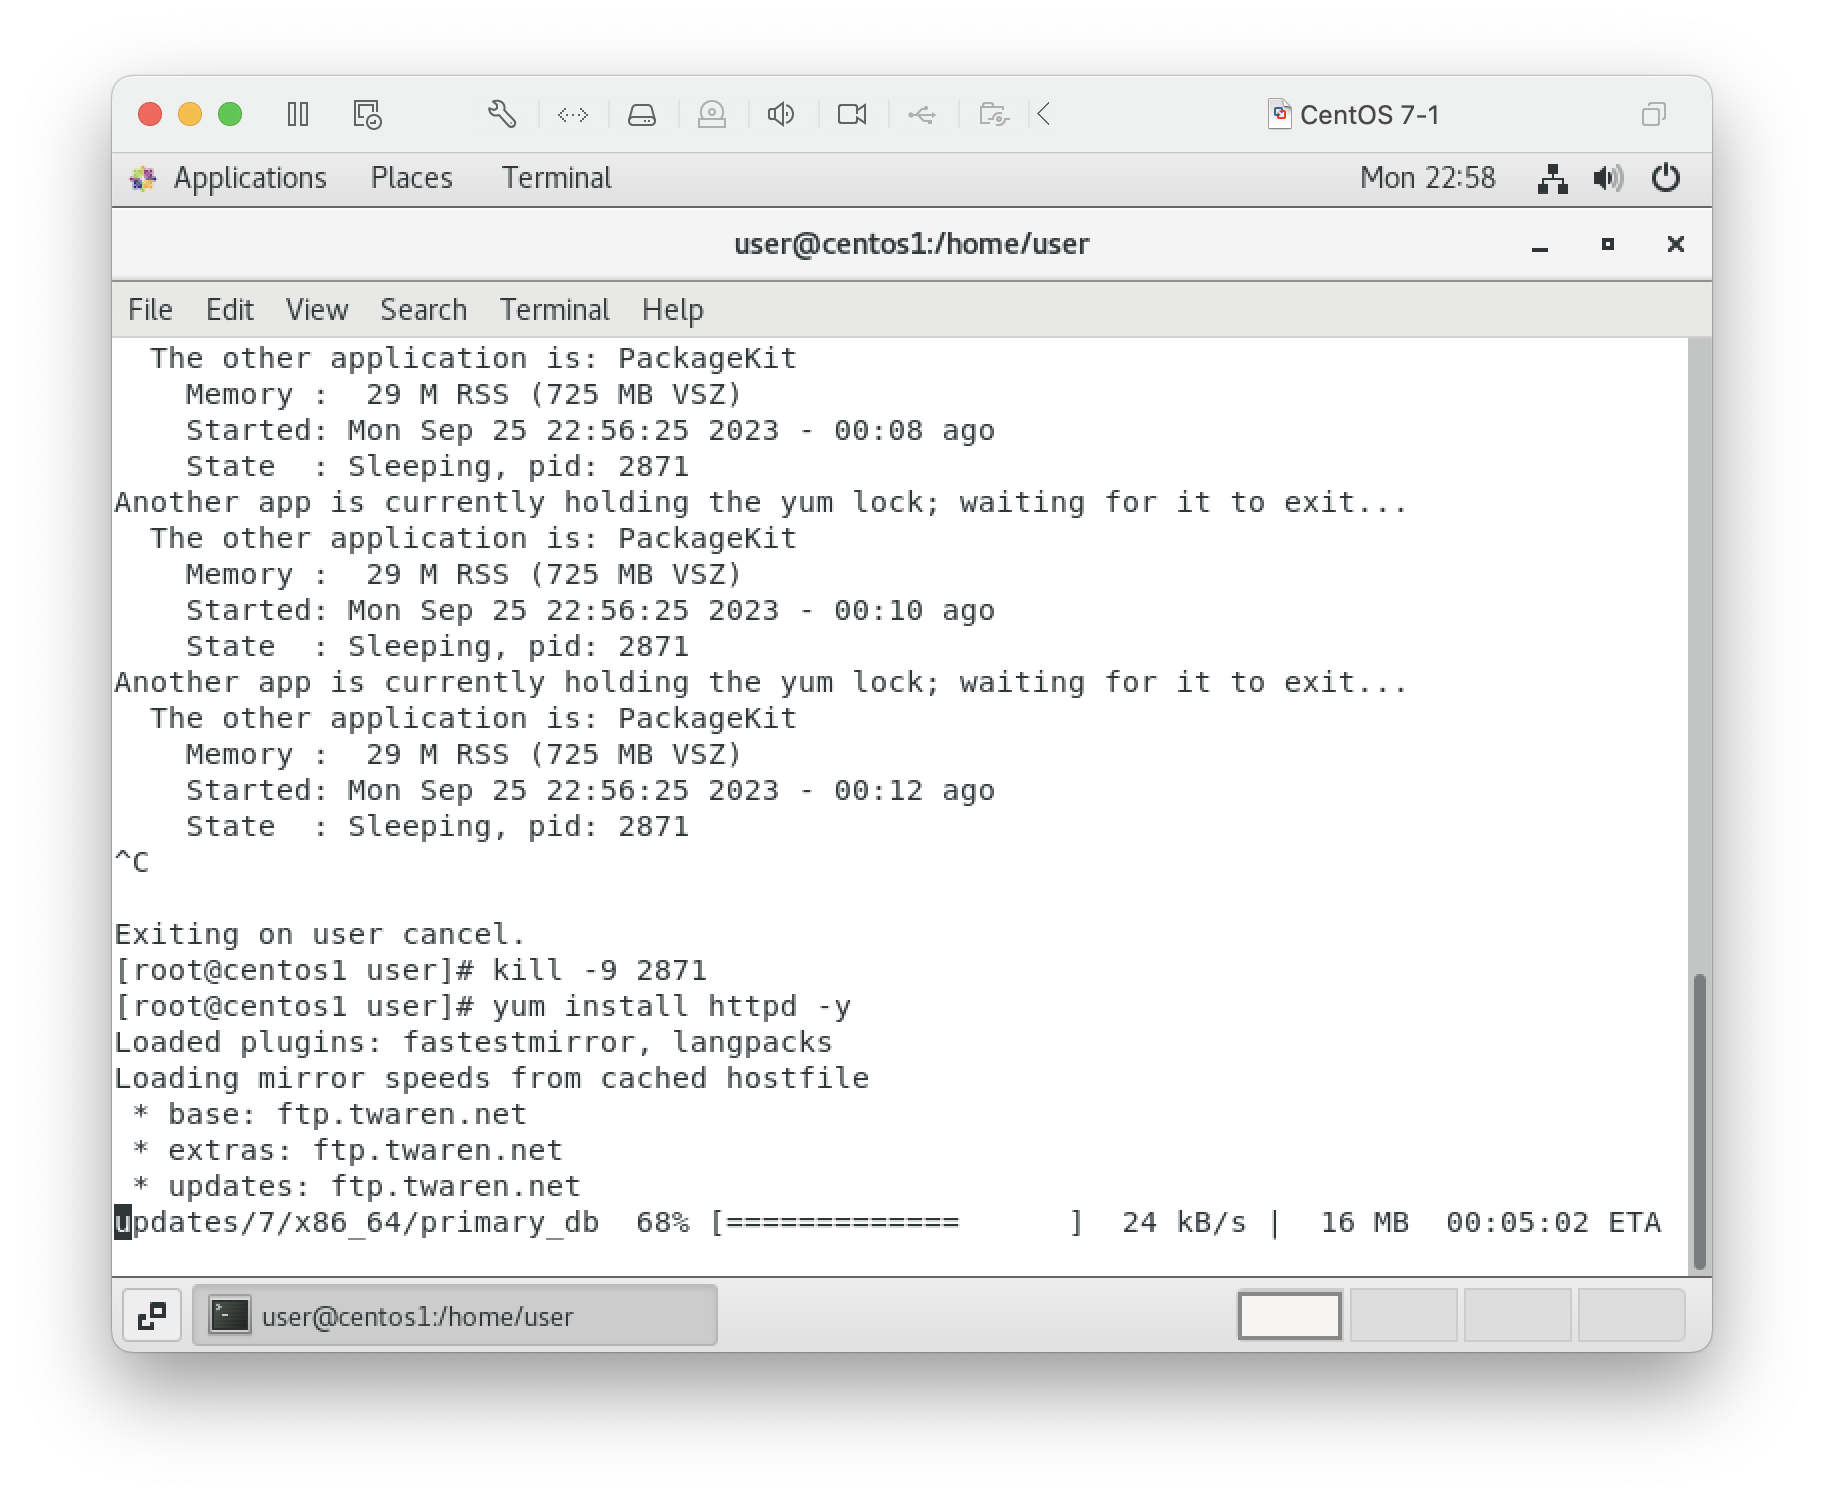 CentOS 7-1
Applications Places Terminal Mon 22:58
user@centos1:/home/user
File Edit View Search Terminal Help
  The other application is: PackageKit
    Memory :  29 M RSS (725 MB VSZ)
    Started: Mon Sep 25 22:56:25 2023 - 00:08 ago
    State  : Sleeping, pid: 2871
Another app is currently holding the yum lock; waiting for it to exit...
  The other application is: PackageKit
    Memory :  29 M RSS (725 MB VSZ)
    Started: Mon Sep 25 22:56:25 2023 - 00:10 ago
    State  : Sleeping, pid: 2871
Another app is currently holding the yum lock; waiting for it to exit...
  The other application is: PackageKit
    Memory :  29 M RSS (725 MB VSZ)
    Started: Mon Sep 25 22:56:25 2023 - 00:12 ago
    State  : Sleeping, pid: 2871
^C
Exiting on user cancel.
[root@centos1 user]# kill -9 2871
[root@centos1 user]# yum install httpd -y
Loaded plugins: fastestmirror, langpacks
Loading mirror speeds from cached hostfile
 * base: ftp.twaren.net
 * extras: ftp.twaren.net
 * updates: ftp.twaren.net
updates/7/x86_64/primary_db  68% [=============      ]  24 kB/s |  16 MB  00:05:02 ETA
user@centos1:/home/user